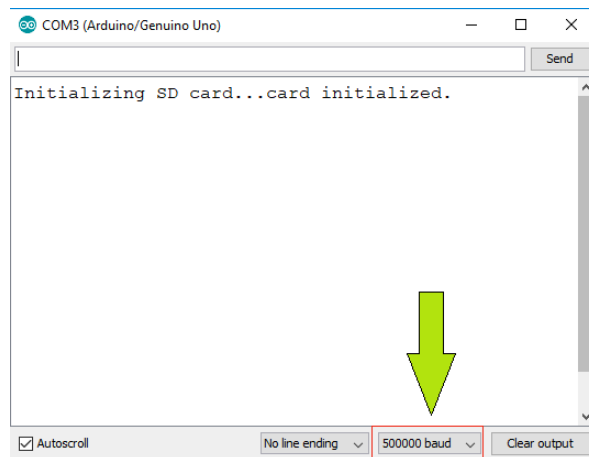 COM3 (Arduino/Genuino Uno)
Send
Initializing SD card...card initialized.
Autoscroll
No line ending
500000 baud
Clear output